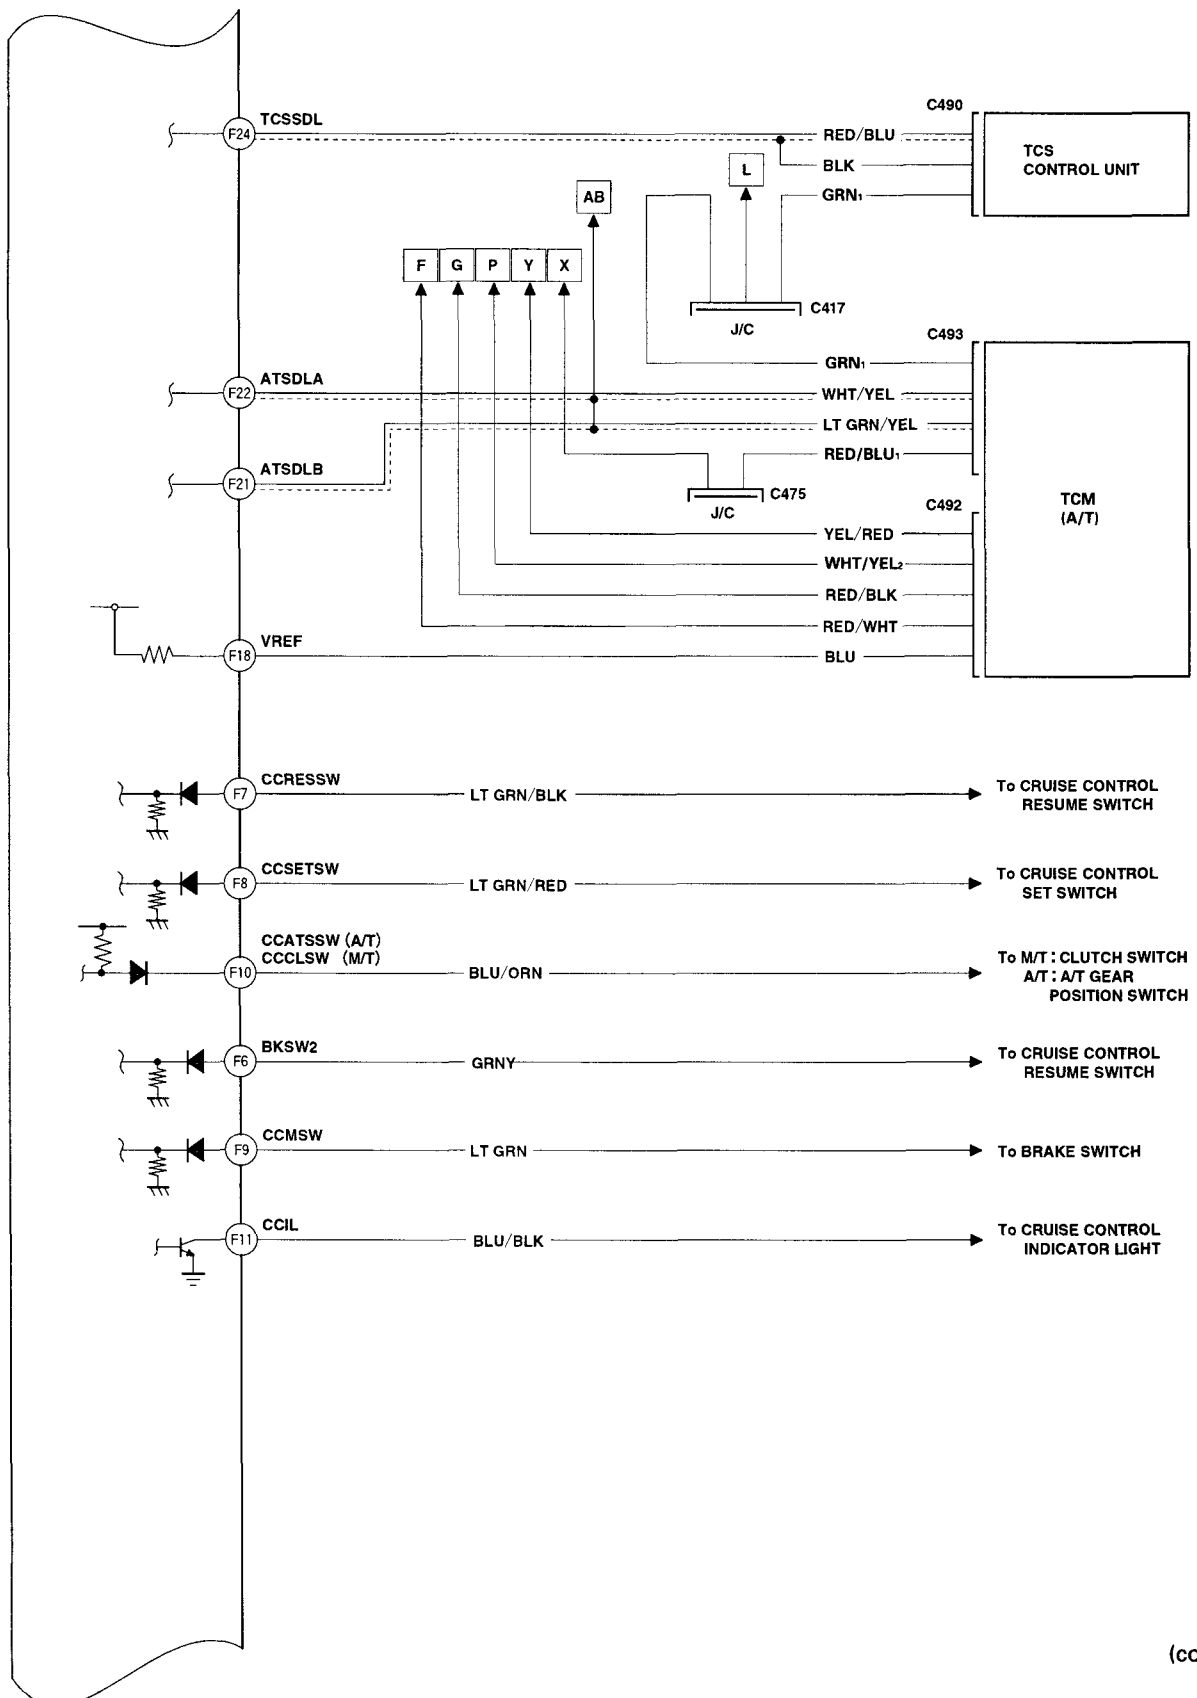 C490
F24 TCSSDL
RED/BLU
BLK
GRN₁
TCS
CONTROL UNIT
L
AB
F G P Y X
C417
J/C
C493
GRN₁
F22 ATSDLA
WHT/YEL
LT GRN/YEL
RED/BLU₁
F21 ATSDLB
C475
J/C
C492
TCM
(A/T)
YEL/RED
WHT/YEL₂
RED/BLK
RED/WHT
F18 VREF
BLU
F7 CCRESSW
LT GRN/BLK
To CRUISE CONTROL
RESUME SWITCH
F8 CCSETSW
LT GRN/RED
To CRUISE CONTROL
SET SWITCH
CCATSSW (A/T)
F10 CCCLSW (M/T)
BLU/ORN
To M/T : CLUTCH SWITCH
A/T : A/T GEAR
POSITION SWITCH
F6 BKSW2
GRNY
To CRUISE CONTROL
RESUME SWITCH
F9 CCMSW
LT GRN
To BRAKE SWITCH
F11 CCIL
BLU/BLK
To CRUISE CONTROL
INDICATOR LIGHT